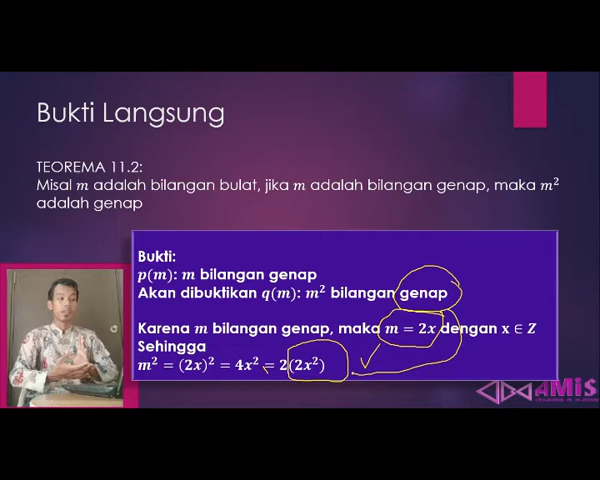 Bukti Langsung
TEOREMA 11.2:
Misal m adalah bilangan bulat, jika m adalah bilangan genap, maka m²
adalah genap
Bukti:
p(m): m bilangan genap
Akan dibuktikan q(m): m² bilangan genap
Karena m bilangan genap, maka m = 2x dengan x ∈ Z
Sehingga
m² = (2x)² = 4x² = 2(2x²)
AMIS